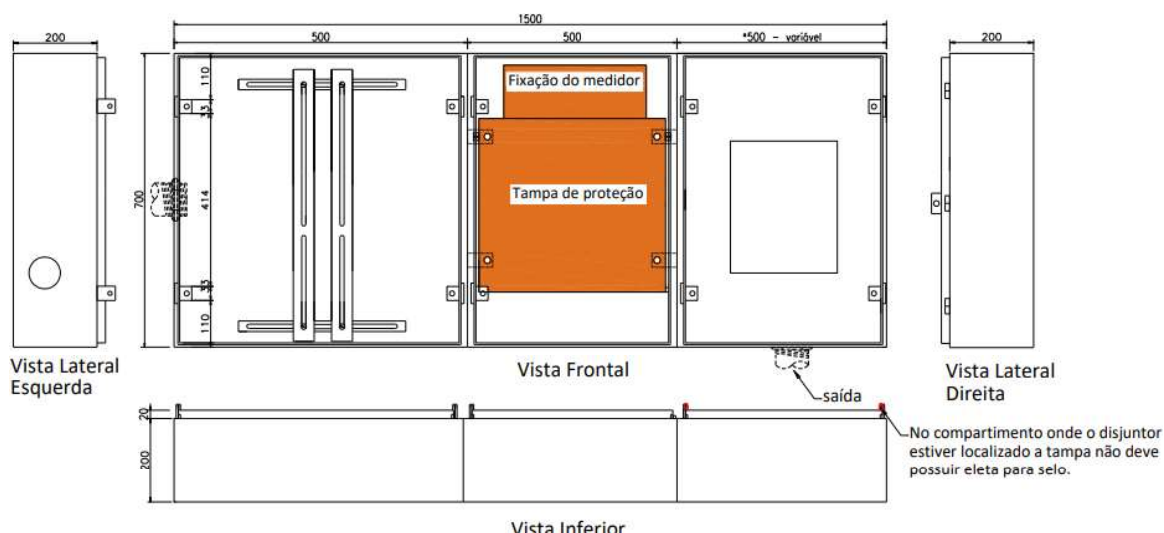 1500
200
500
500
*500 - variável
200
110
Fixação do medidor
33
700
414
Tampa de proteção
33
110
Vista Lateral
Esquerda
Vista Frontal
saída
Vista Lateral
Direita
20
200
No compartimento onde o disjuntor
estiver localizado a tampa não deve
possuir eleta para selo.
Vista Inferior